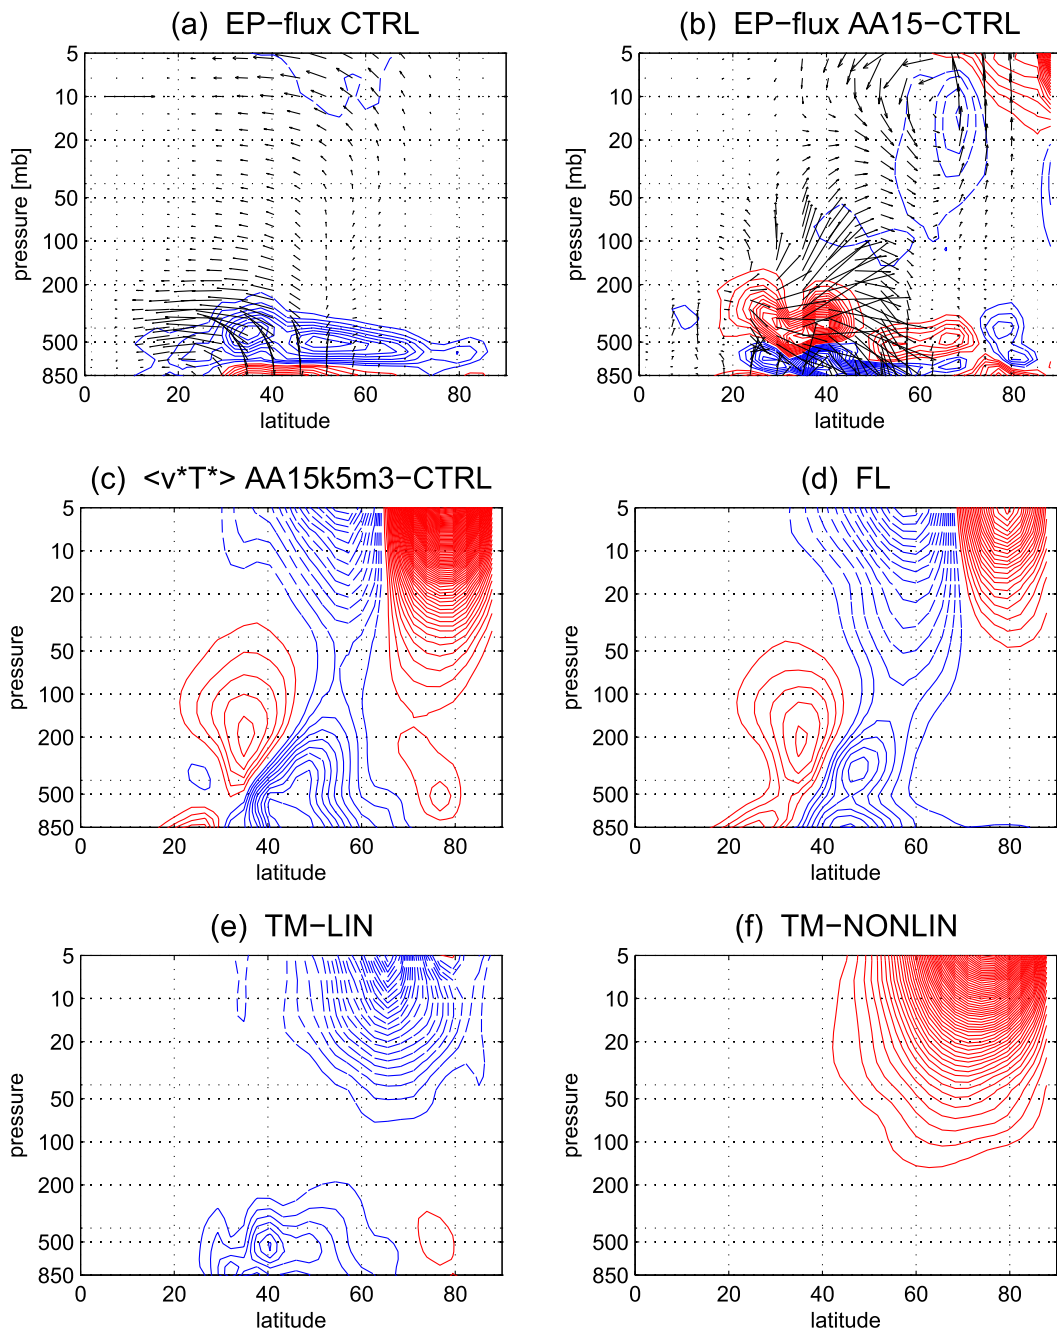 (a) EP−flux CTRL
(b) EP−flux AA15−CTRL
5
10
20
50
100
200
500
850
pressure [mb]
0 20 40 60 80
latitude
5
10
20
50
100
200
500
850
pressure [mb]
0 20 40 60 80
latitude
(c) <v*T*> AA15k5m3−CTRL
(d) FL
5
10
20
50
100
200
500
850
pressure
0 20 40 60 80
latitude
5
10
20
50
100
200
500
850
pressure
0 20 40 60 80
latitude
(e) TM−LIN
(f) TM−NONLIN
5
10
20
50
100
200
500
850
pressure
0 20 40 60 80
latitude
5
10
20
50
100
200
500
850
pressure
0 20 40 60 80
latitude